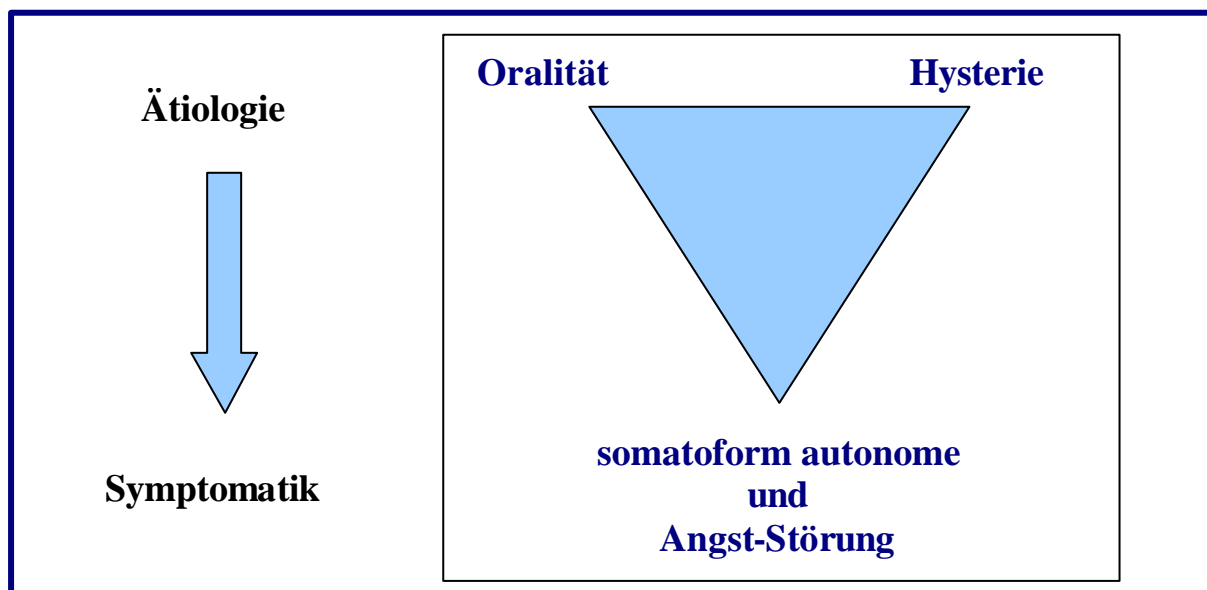 Oralität Hysterie
Ätiologie
Symptomatik
somatoform autonome
und
Angst-Störung